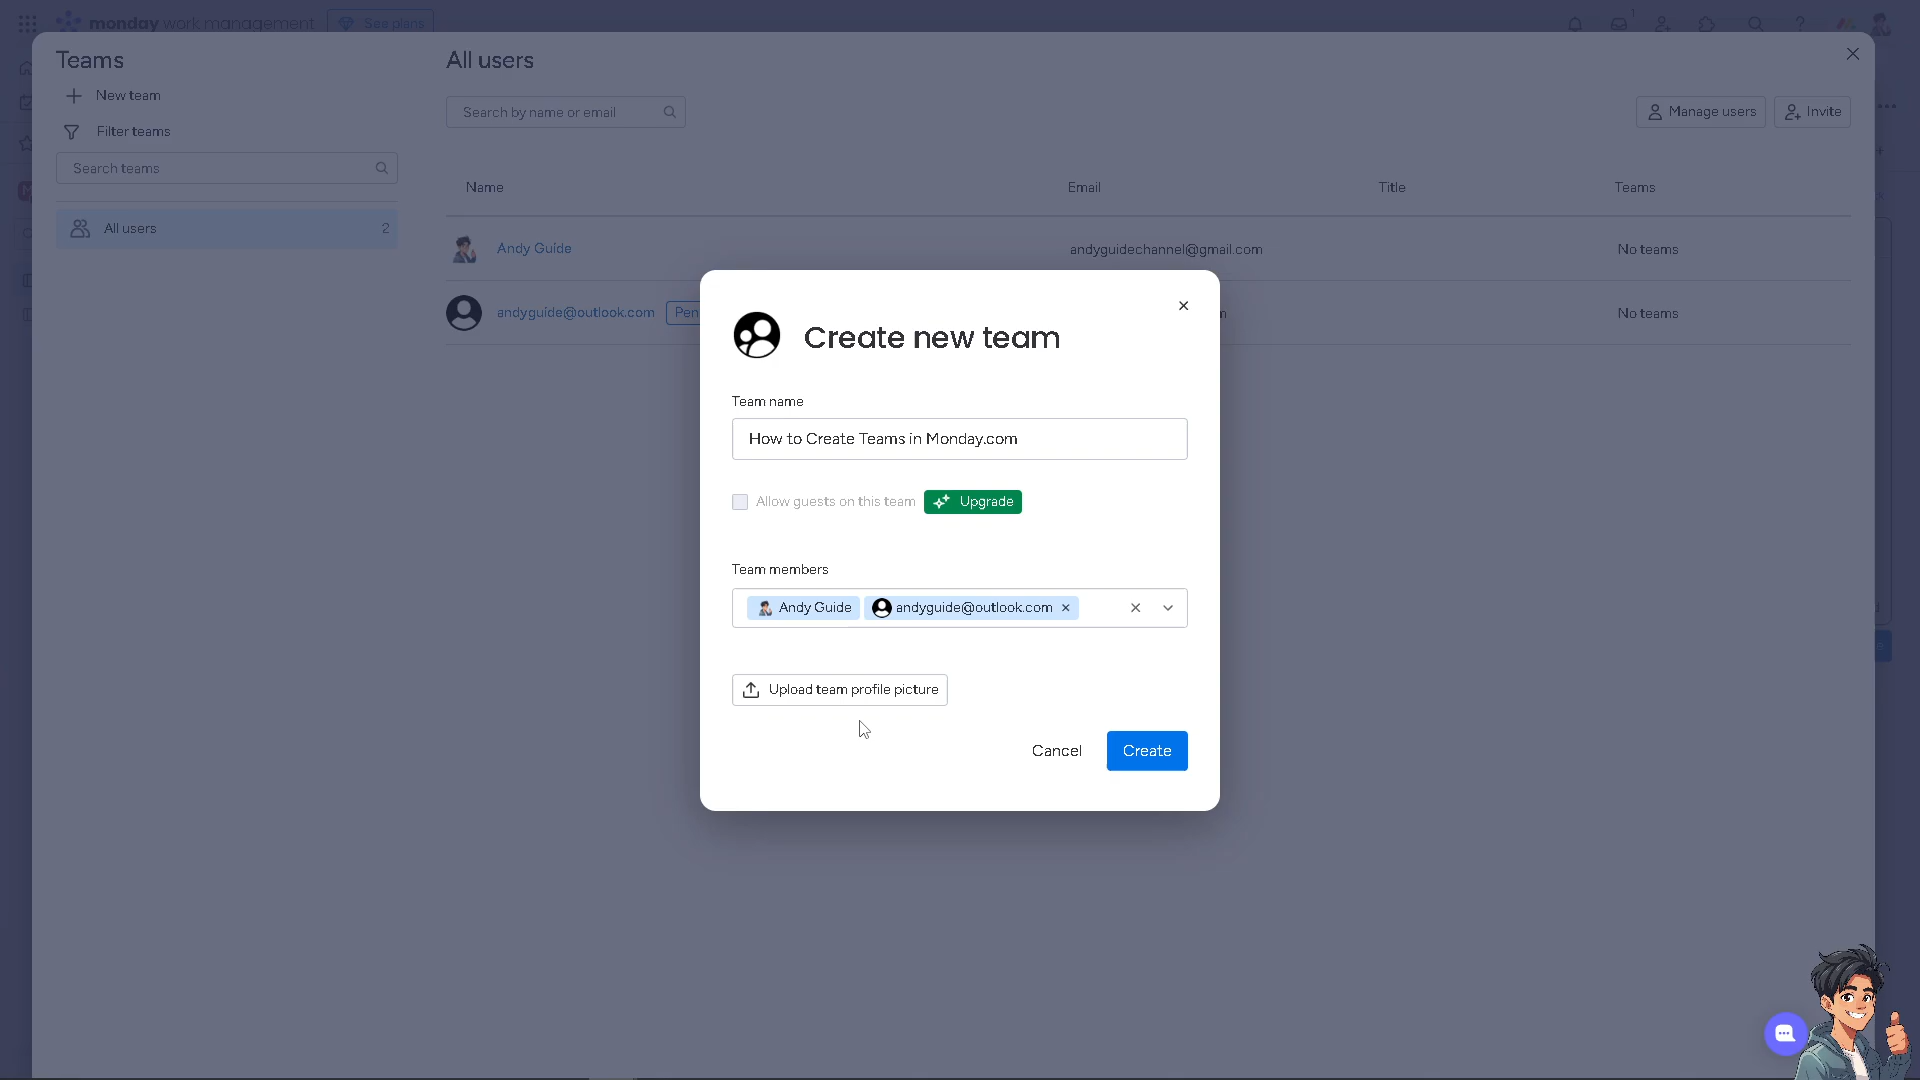 monday work management
See plans
Teams
New team
Filter teams
Search teams
All users 2
All users
Search by name or email
Manage users
Invite
Name Email Title Teams
Andy Guide andyguidechannel@gmail.com No teams
andyguide@outlook.com Pen m No teams
Create new team
Team name
How to Create Teams in Monday.com
Allow guests on this team Upgrade
Team members
Andy Guide andyguide@outlook.com
Upload team profile picture
Cancel Create